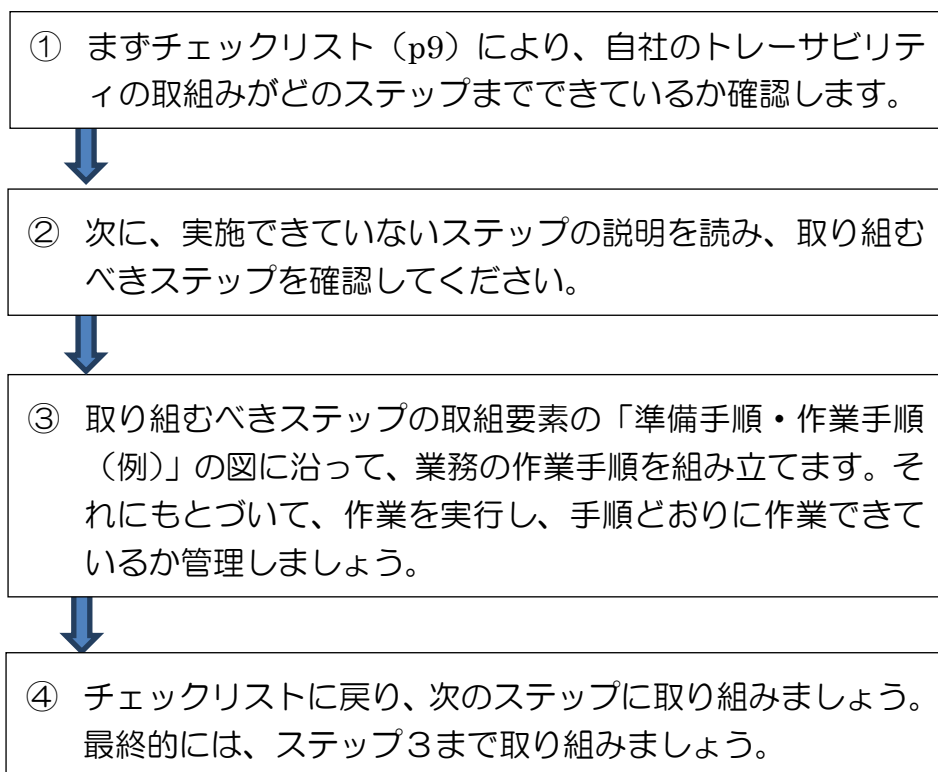 ① まずチェックリスト（p9）により、自社のトレーサビリテ
ィの取組みがどのステップまでできているか確認します。
② 次に、実施できていないステップの説明を読み、取り組む
べきステップを確認してください。
③ 取り組むべきステップの取組要素の「準備手順・作業手順
（例）」の図に沿って、業務の作業手順を組み立てます。そ
れにもとづいて、作業を実行し、手順どおりに作業できて
いるか管理しましょう。
④ チェックリストに戻り、次のステップに取り組みましょう。
最終的には、ステップ３まで取り組みましょう。